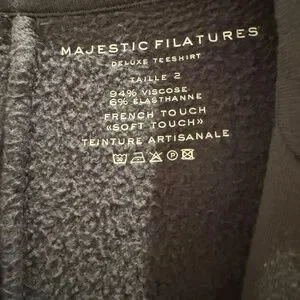 MAJESTIC FILATURES
DELUXE TEESHIRT
TAILLE 2
94% VISCOSE
6% ELASTHANNE
FRENCH TOUCH
«SOFT TOUCH»
TEINTURE ARTISANALE